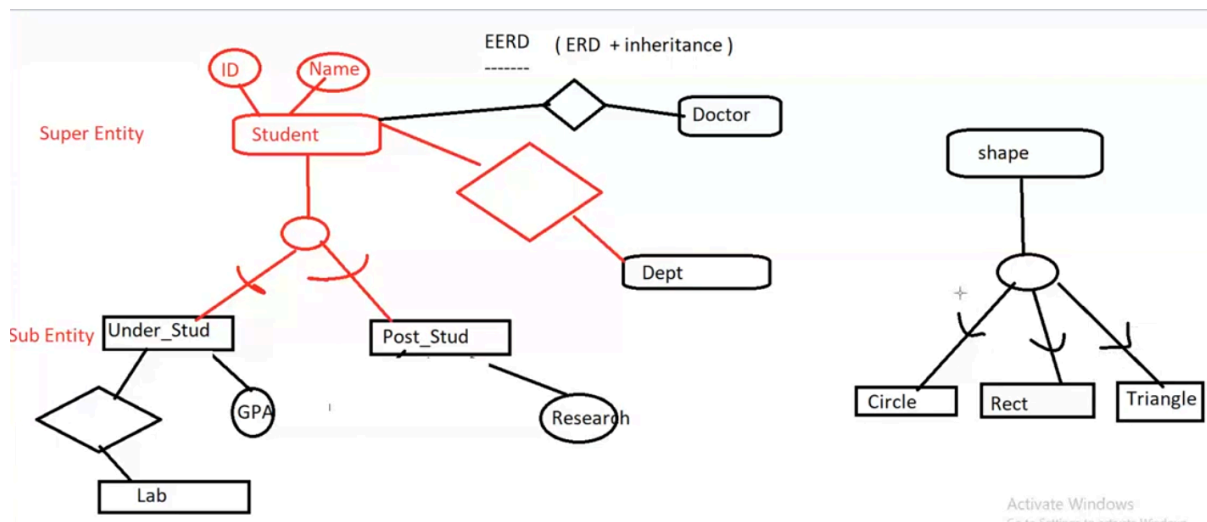 EERD ( ERD + inheritance )
-------
ID
Name
Super Entity
Student
Doctor
shape
Dept
Sub Entity
Under_Stud
Post_Stud
GPA
Research
Circle
Rect
Triangle
Lab
Activate Windows